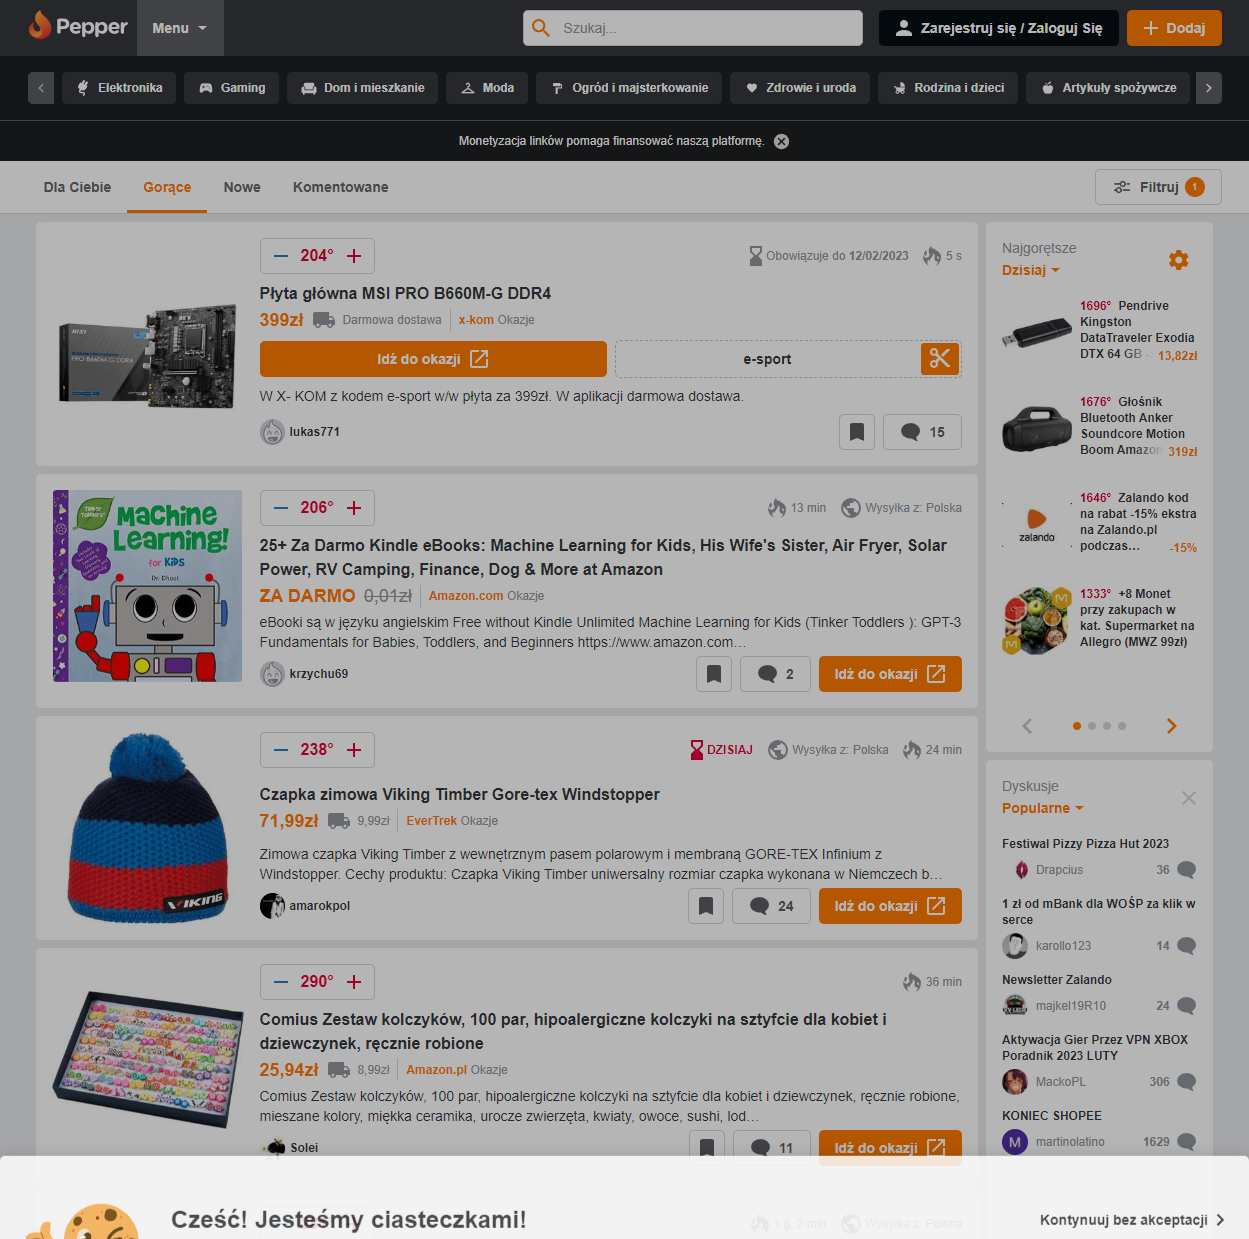 Pepper
Menu
Szukaj...
Zarejestruj się / Zaloguj Się
Dodaj
Elektronika
Gaming
Dom i mieszkanie
Moda
Ogród i majsterkowanie
Zdrowie i uroda
Rodzina i dzieci
Artykuły spożywcze
Monetyzacja linków pomaga finansować naszą platformę.
Dla Ciebie
Gorące
Nowe
Komentowane
Filtruj 1
204°
Obowiązuje do 12/02/2023
5 s
Płyta główna MSI PRO B660M-G DDR4
399zł Darmowa dostawa x-kom Okazje
Idź do okazji
e-sport
W X- KOM z kodem e-sport w/w płyta za 399zł. W aplikacji darmowa dostawa.
lukas771
15
Machine
Learning!
for KiDS
Dr. Dhoot
206°
13 min
Wysyłka z: Polska
25+ Za Darmo Kindle eBooks: Machine Learning for Kids, His Wife's Sister, Air Fryer, Solar
Power, RV Camping, Finance, Dog & More at Amazon
ZA DARMO 0,01zł Amazon.com Okazje
eBooki są w języku angielskim Free without Kindle Unlimited Machine Learning for Kids (Tinker Toddlers ): GPT-3
Fundamentals for Babies, Toddlers, and Beginners https://www.amazon.com…
krzychu69
2
Idź do okazji
VIKING
238°
DZISIAJ
Wysyłka z: Polska
24 min
Czapka zimowa Viking Timber Gore-tex Windstopper
71,99zł 9,99zł EverTrek Okazje
Zimowa czapka Viking Timber z wewnętrznym pasem polarowym i membraną GORE-TEX Infinium z
Windstopper. Cechy produktu: Czapka Viking Timber uniwersalny rozmiar czapka wykonana w Niemczech b…
amarokpol
24
Idź do okazji
290°
36 min
Comius Zestaw kolczyków, 100 par, hipoalergiczne kolczyki na sztyfcie dla kobiet i
dziewczynek, ręcznie robione
25,94zł 8,99zł Amazon.pl Okazje
Comius Zestaw kolczyków, 100 par, hipoalergiczne kolczyki na sztyfcie dla kobiet i dziewczynek, ręcznie robione,
mieszane kolory, miękka ceramika, urocze zwierzęta, kwiaty, owoce, sushi, lod…
Solei
11
Idź do okazji
Najgorętsze
Dzisiaj
1696° Pendrive
Kingston
DataTraveler Exodia
DTX 64 GB - 13,82zł
1676° Głośnik
Bluetooth Anker
Soundcore Motion
Boom Amazon 319zł
zalando
1646° Zalando kod
na rabat -15% ekstra
na Zalando.pl
podczas… -15%
1333° +8 Monet
przy zakupach w
kat. Supermarket na
Allegro (MWZ 99zł)
Dyskusje
Popularne
Festiwal Pizzy Pizza Hut 2023
Drapcius 36
1 zł od mBank dla WOŚP za klik w
serce
karollo123 14
Newsletter Zalando
majkel19R10 24
Aktywacja Gier Przez VPN XBOX
Poradnik 2023 LUTY
MackoPL 306
KONIEC SHOPEE
M martinolatino 1629
1 g, 2 min
Wysyłka z: Polska
Cześć! Jesteśmy ciasteczkami!
Kontynuuj bez akceptacji